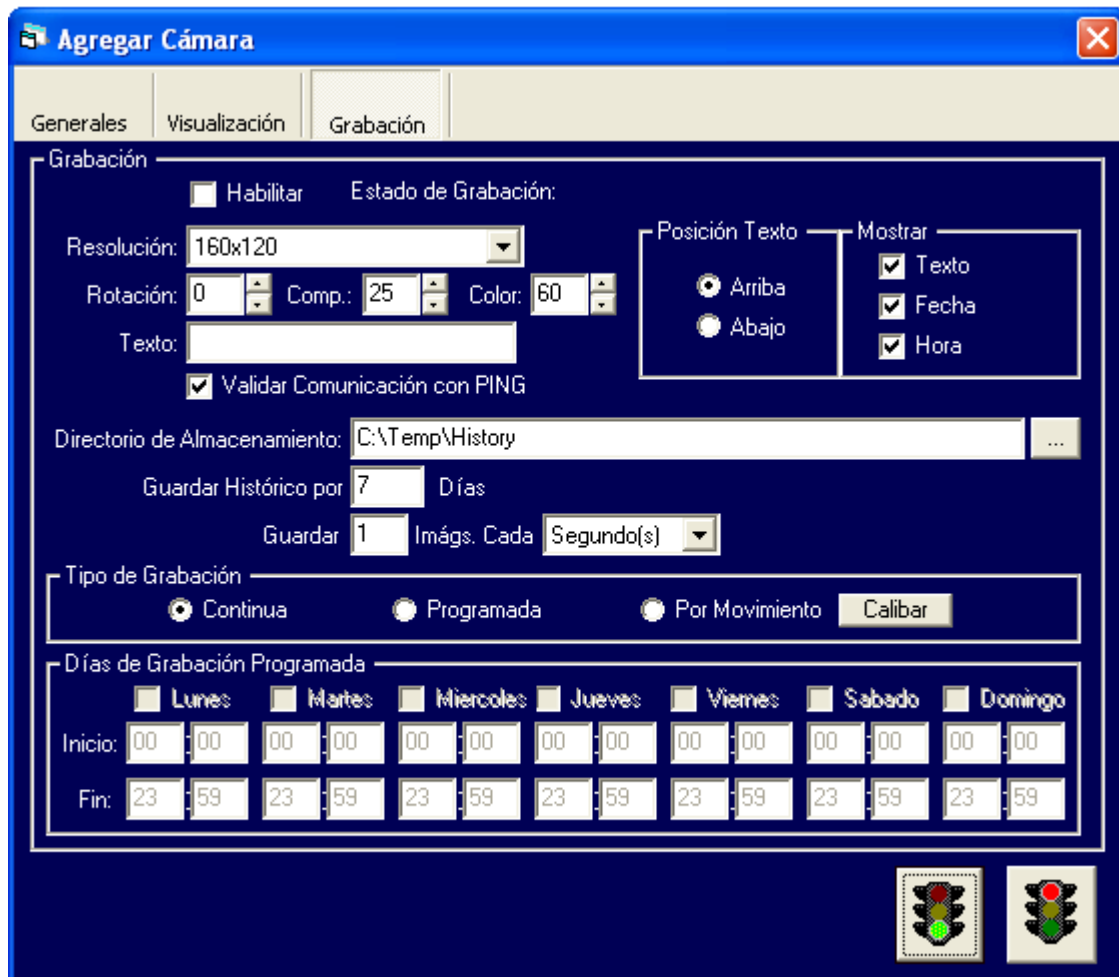 Agregar Cámara
Generales Visualización Grabación
Grabación
Habilitar Estado de Grabación:
Resolución: 160x120
Posición Texto Mostrar
Texto
Rotación: 0 Comp.: 25 Color: 60
Arriba
Fecha
Abajo
Texto:
Hora
Validar Comunicación con PING
Directorio de Almacenamiento: C:\Temp\History ...
Guardar Histórico por 7 Días
Guardar 1 Imágs. Cada Segundo(s)
Tipo de Grabación
Continua Programada Por Movimiento Calibar
Días de Grabación Programada
Lunes Martes Miercoles Jueves Viernes Sabado Domingo
Inicio: 00:00 00:00 00:00 00:00 00:00 00:00 00:00
Fin: 23:59 23:59 23:59 23:59 23:59 23:59 23:59